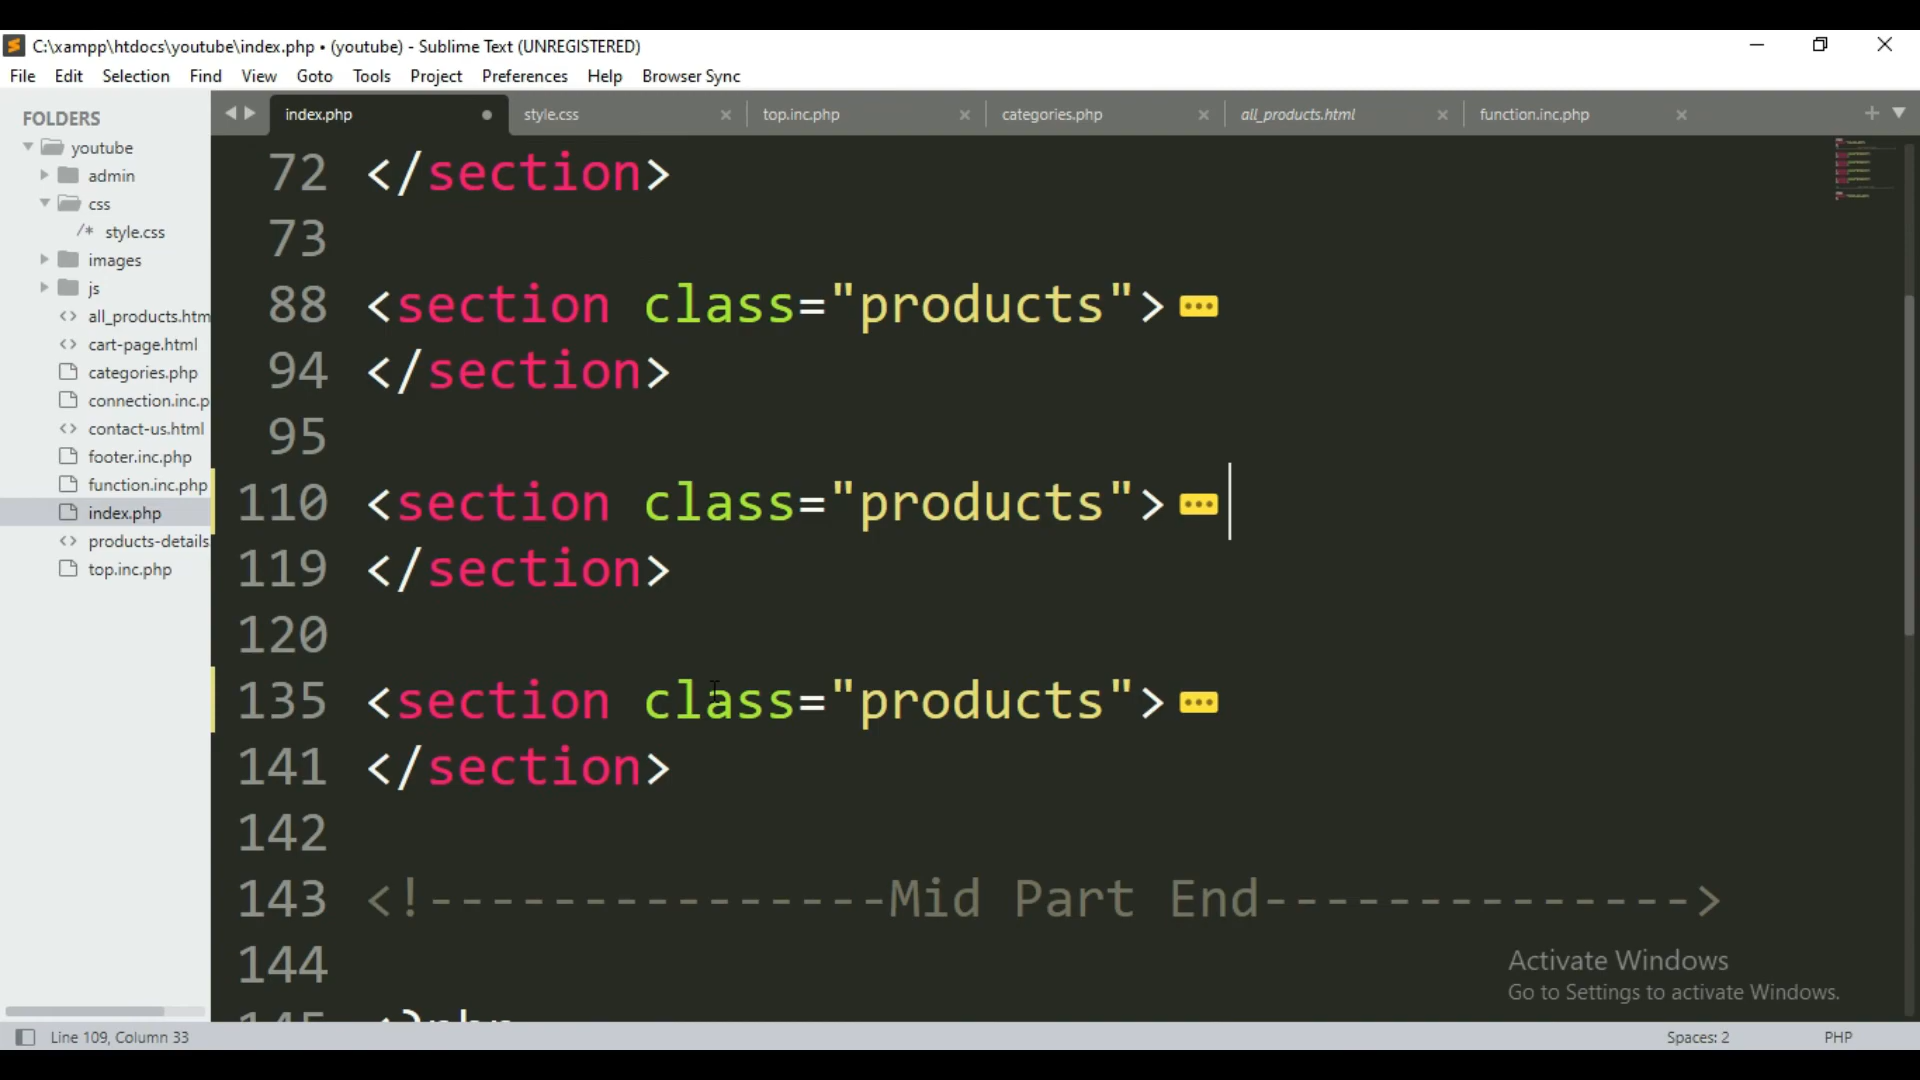 C:\xampp\htdocs\youtube\index.php • (youtube) - Sublime Text (UNREGISTERED)
File Edit Selection Find View Goto Tools Project Preferences Help Browser Sync
FOLDERS
youtube
admin
css
/* style.css
images
js
<> all_products.htm
<> cart-page.html
categories.php
connection.inc.p
<> contact-us.html
footer.inc.php
function.inc.php
index.php
<> products-details
top.inc.php
index.php style.css top.inc.php categories.php all_products.html function.inc.php
72 </section>
73
88 <section class="products">
94 </section>
95
110 <section class="products">
119 </section>
120
135 <section class="products">
141 </section>
142
143 <!---------------Mid Part End-------------->
144
Activate Windows
Go to Settings to activate Windows.
Line 109, Column 33 Spaces: 2 PHP